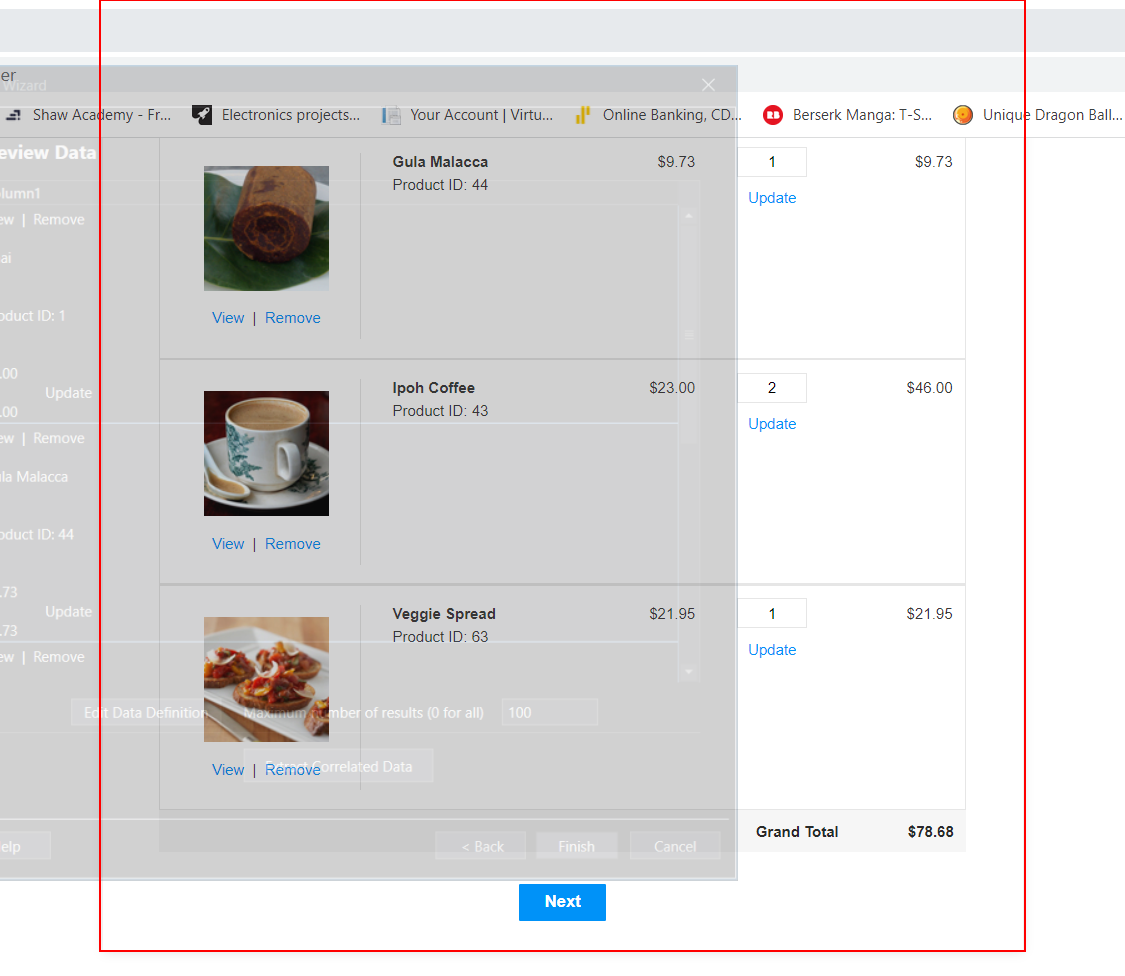 er
Wizard
Shaw Academy - Fr...
Electronics projects...
Your Account | Virtu...
Online Banking, CD...
Berserk Manga: T-S...
Unique Dragon Ball...
eview Data
lumn1
ew | Remove
ai
oduct ID: 1
.00
Update
.00
ew | Remove
la Malacca
oduct ID: 44
.73
Update
.73
ew | Remove
Edit Data Definition
Maximum number of results (0 for all) 100
Extract Correlated Data
elp
< Back
Finish
Cancel
Gula Malacca $9.73 1 $9.73
Product ID: 44
Update
View | Remove
Ipoh Coffee $23.00 2 $46.00
Product ID: 43
Update
View | Remove
Veggie Spread $21.95 1 $21.95
Product ID: 63
Update
View | Remove
Grand Total $78.68
Next